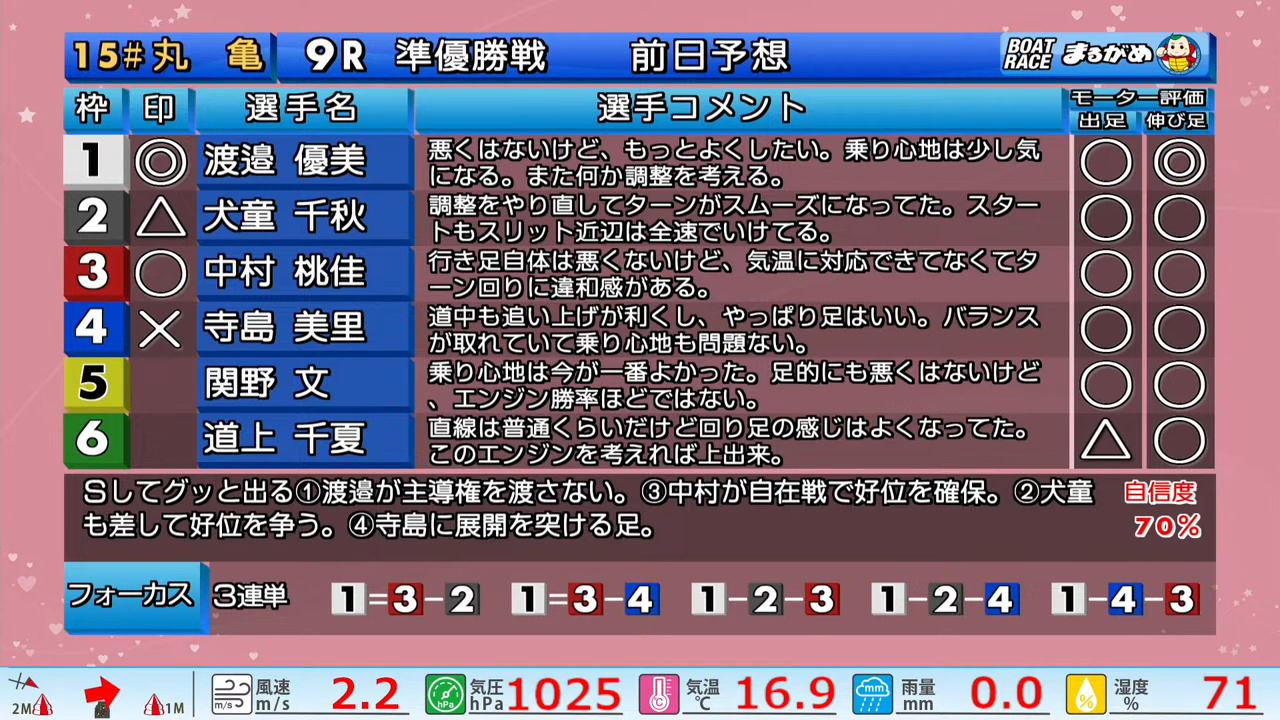 15#丸 亀 9R 準優勝戦 前日予想 BOAT RACE まるがめ
枠 印 選手名 選手コメント モーター評価
出足 伸び足
1 ◎ 渡邉 優美 悪くはないけど、もっとよくしたい。乗り心地は少し気 ○ ◎
になる。また何か調整を考える。
2 △ 犬童 千秋 調整をやり直してターンがスムーズになってた。スター ○ ○
トもスリット近辺は全速でいけてる。
3 ○ 中村 桃佳 行き足自体は悪くないけど、気温に対応できてなくてタ ○ ○
ーン回りに違和感がある。
4 × 寺島 美里 道中も追い上げが利くし、やっぱり足はいい。バランス ○ ○
が取れていて乗り心地も問題ない。
5 関野 文 乗り心地は今が一番よかった。足的にも悪くはないけど ○ ○
、エンジン勝率ほどではない。
6 道上 千夏 直線は普通くらいだけど回り足の感じはよくなってた。 △ ○
このエンジンを考えれば上出来。
Sしてグッと出る①渡邉が主導権を渡さない。③中村が自在戦で好位を確保。②犬童 自信度
も差して好位を争う。④寺島に展開を突ける足。 70%
フォーカス 3連単 1=3-2 1=3-4 1-2-3 1-2-4 1-4-3
2M 1M m/s 風速 m/s 2.2 hPa 気圧 hPa 1025 ℃ 気温 ℃ 16.9 mm 雨量 mm 0.0 % 湿度 % 71